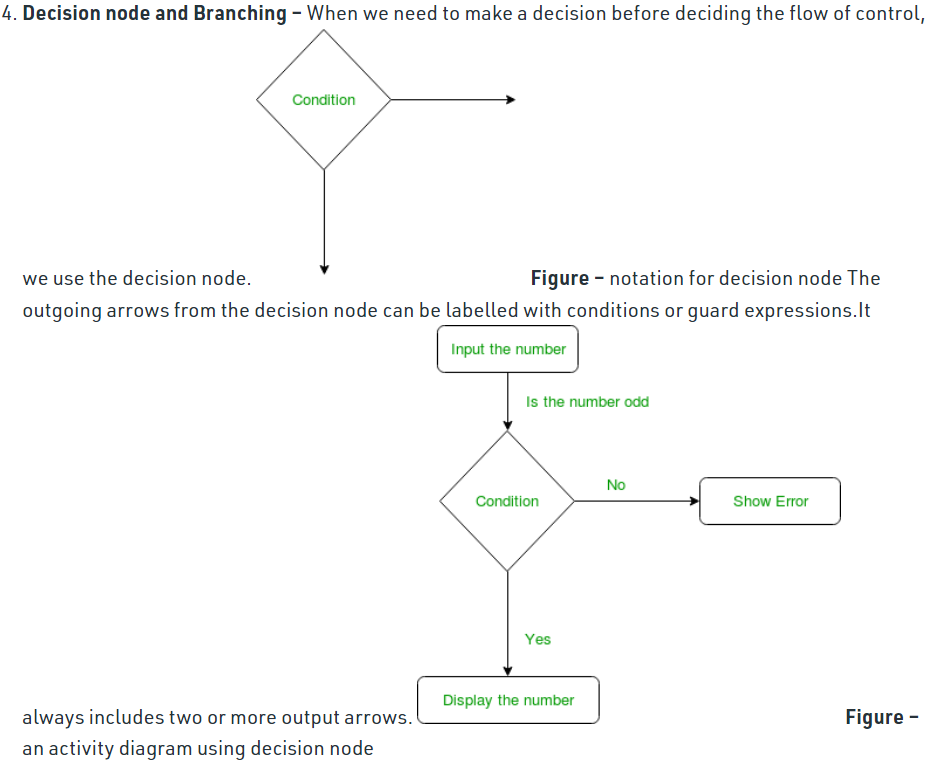 4. Decision node and Branching – When we need to make a decision before deciding the flow of control,
Condition
we use the decision node. Figure – notation for decision node The
outgoing arrows from the decision node can be labelled with conditions or guard expressions.It
Input the number
Is the number odd
No
Condition
Show Error
Yes
Display the number
always includes two or more output arrows. Figure –
an activity diagram using decision node